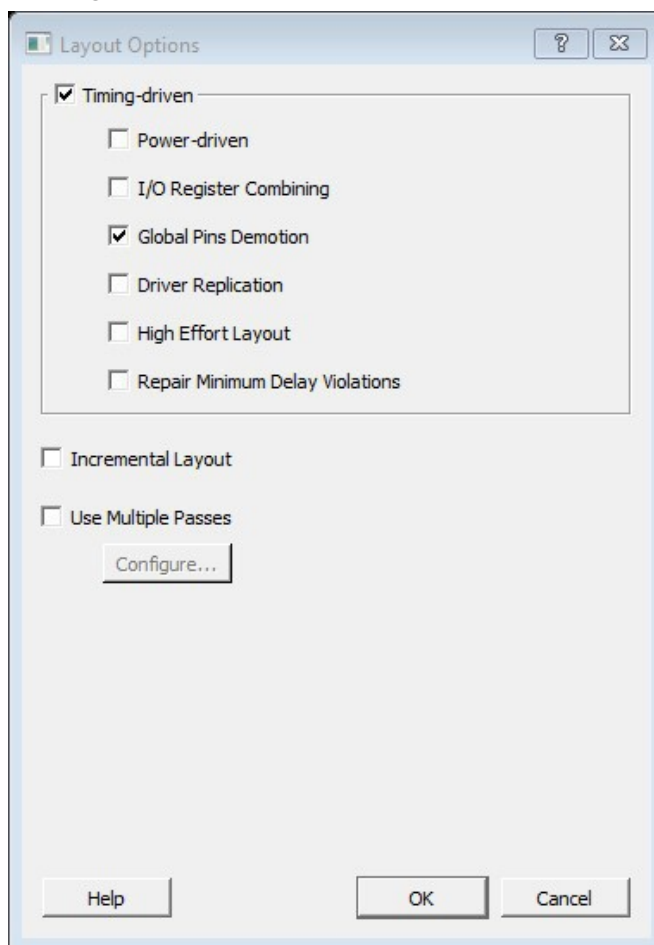 Layout Options
Timing-driven
Power-driven
I/O Register Combining
Global Pins Demotion
Driver Replication
High Effort Layout
Repair Minimum Delay Violations
Incremental Layout
Use Multiple Passes
Configure...
Help OK Cancel